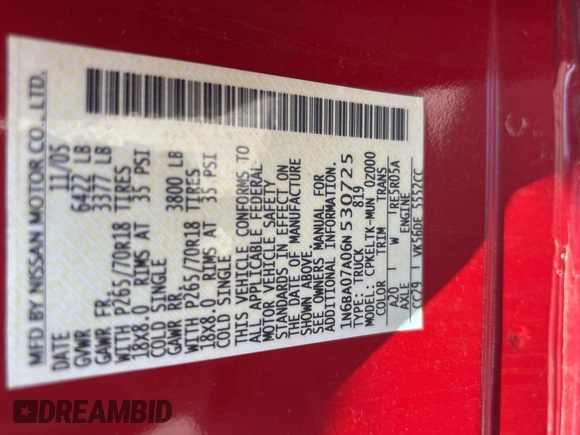 MFD BY NISSAN MOTOR CO., LTD.
DATE 11/05
GVWR 6422 LB
GAWR FR. 3377 LB
WITH P265/70R18 TIRES
18X8.0 RIMS AT 35 PSI
COLD SINGLE
GAWR RR. 3800 LB
WITH P265/70R18 TIRES
18X8.0 RIMS AT 35 PSI
COLD SINGLE
THIS VEHICLE CONFORMS TO
ALL APPLICABLE FEDERAL
MOTOR VEHICLE SAFETY
STANDARDS IN EFFECT ON
THE DATE OF MANUFACTURE
SHOWN ABOVE.
SEE OWNERS MANUAL FOR
ADDITIONAL INFORMATION.
1N6BA07A06N530725
TYPE: TRUCK 819
MODEL: CPKELTK-MUN 02000
COLOR TRIM TRANS
A20 W RE5R05A
AXLE ENGINE
CC29 VK56DE 5552CC
DREAMBID